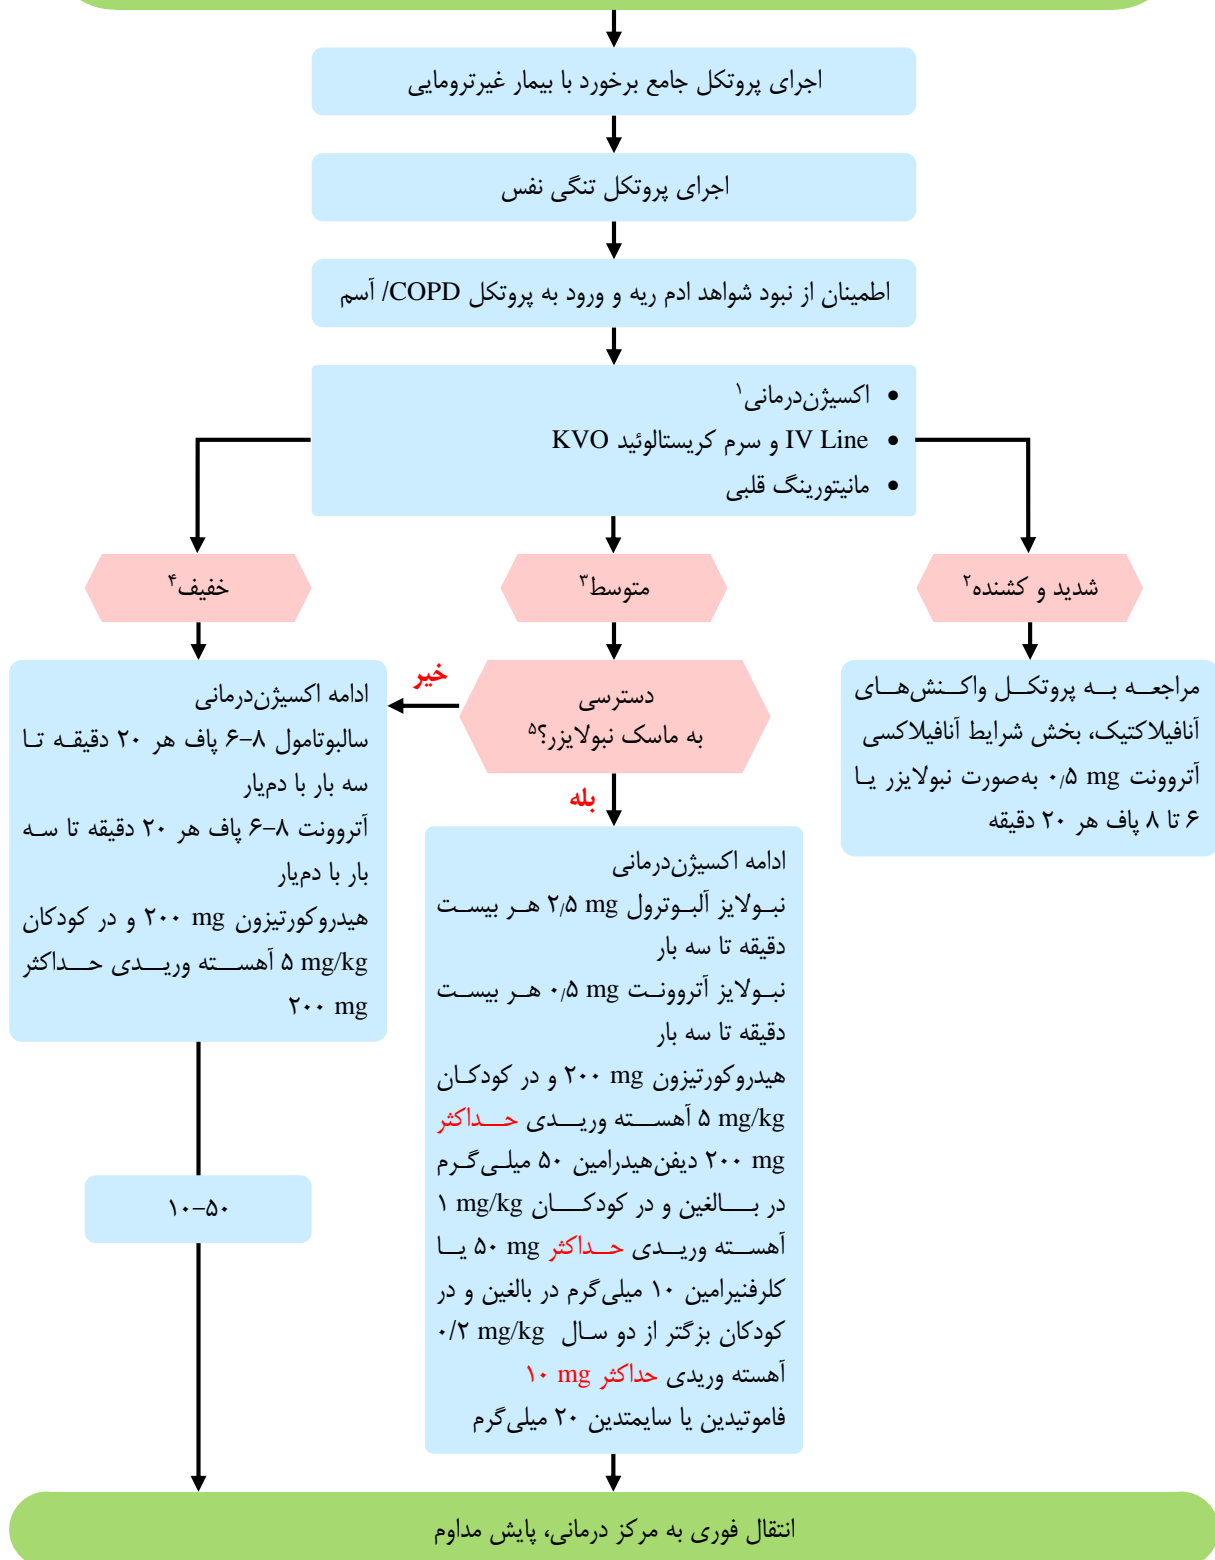 اجرای پروتکل جامع برخورد با بیمار غیرترومایی
اجرای پروتکل تنگی نفس
اطمینان از نبود شواهد ادم ریه و ورود به پروتکل COPD/ آسم
• اکسیژن‌درمانی۱
• IV Line و سرم کریستالوئید KVO
• مانیتورینگ قلبی
شدید و کشنده۲
متوسط۳
خفیف۴
مراجعه به پروتکل واکنش‌های
آنافیلاکتیک، بخش شرایط آنافیلاکسی
آتروونت ۰٫۵ mg به‌صورت نبولایزر یا
۶ تا ۸ پاف هر ۲۰ دقیقه
دسترسی
به ماسک نبولایزر؟۵
خیر
بله
ادامه اکسیژن‌درمانی
نبولایز آلبوترول ۲٫۵ mg هر بیست
دقیقه تا سه بار
نبولایز آتروونت ۰٫۵ mg هر بیست
دقیقه تا سه بار
هیدروکورتیزون ۲۰۰ mg و در کودکان
۵ mg/kg آهسته وریدی حداکثر
۲۰۰ mg دیفن‌هیدرامین ۵۰ میلی‌گرم
در بالغین و در کودکان ۱ mg/kg
آهسته وریدی حداکثر ۵۰ mg یا
کلرفنیرامین ۱۰ میلی‌گرم در بالغین و در
کودکان بزگتر از دو سال ۰/۲ mg/kg
آهسته وریدی حداکثر ۱۰ mg
فاموتیدین یا سایمتدین ۲۰ میلی‌گرم
ادامه اکسیژن‌درمانی
سالبوتامول ۸–۶ پاف هر ۲۰ دقیقه تا
سه بار با دم‌یار
آتروونت ۸–۶ پاف هر ۲۰ دقیقه تا سه
بار با دم‌یار
هیدروکورتیزون ۲۰۰ mg و در کودکان
۵ mg/kg آهسته وریدی حداکثر
۲۰۰ mg
۱۰–۵۰
انتقال فوری به مرکز درمانی، پایش مداوم